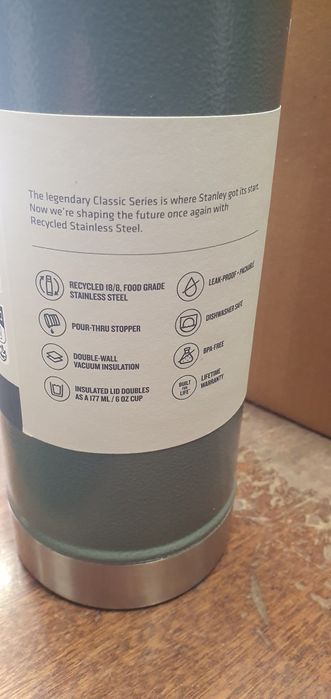 The legendary Classic Series is where Stanley got its start.
Now we're shaping the future once again with
Recycled Stainless Steel.
RECYCLED 18/8, FOOD GRADE
STAINLESS STEEL
POUR-THRU STOPPER
DOUBLE-WALL
VACUUM INSULATION
INSULATED LID DOUBLES
AS A 177 ML / 6 OZ CUP
LEAK-PROOF + PACKABLE
DISHWASHER SAFE
BPA-FREE
BUILT
FOR
LIFE
LIFETIME
WARRANTY